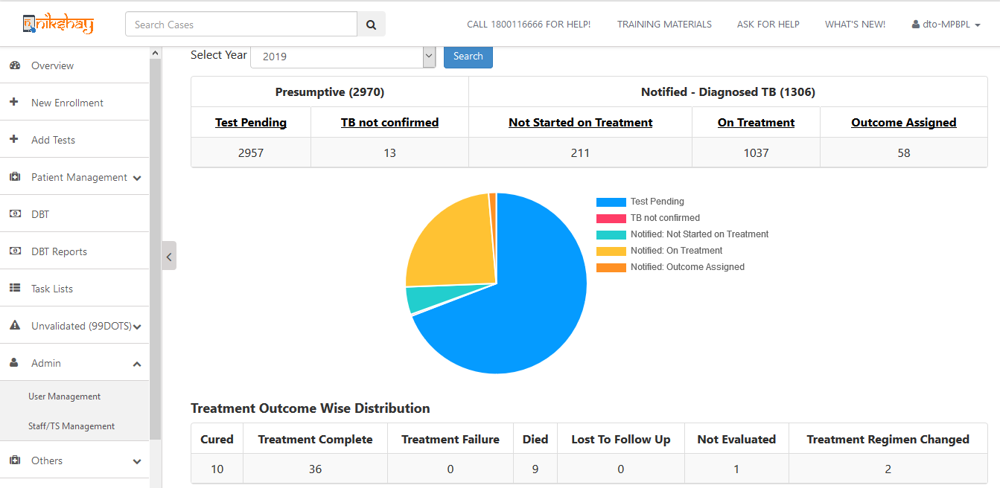 nikshay
Search Cases
CALL 1800116666 FOR HELP! TRAINING MATERIALS ASK FOR HELP WHAT'S NEW! dto-MPBPL
Overview
New Enrollment
Add Tests
Patient Management
DBT
DBT Reports
Task Lists
Unvalidated (99DOTS)
Admin
User Management
Staff/TS Management
Others
Select Year 2019 Search
Presumptive (2970) Notified - Diagnosed TB (1306)
Test Pending TB not confirmed Not Started on Treatment On Treatment Outcome Assigned
2957 13 211 1037 58
Test Pending
TB not confirmed
Notified: Not Started on Treatment
Notified: On Treatment
Notified: Outcome Assigned
Treatment Outcome Wise Distribution
Cured Treatment Complete Treatment Failure Died Lost To Follow Up Not Evaluated Treatment Regimen Changed
10 36 0 9 0 1 2